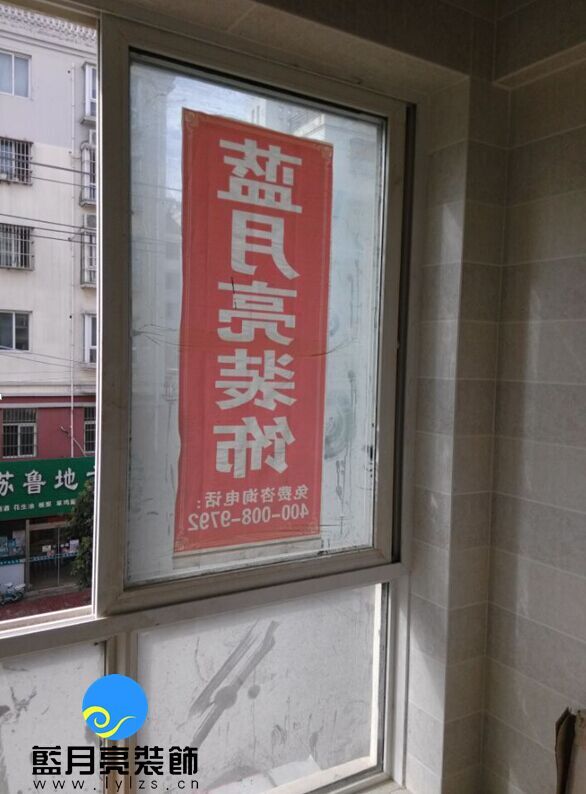 蓝月亮装饰
免费咨询电话：
400-008-9792
苏鲁地
藍月亮裝飾
www.lylzs.cn